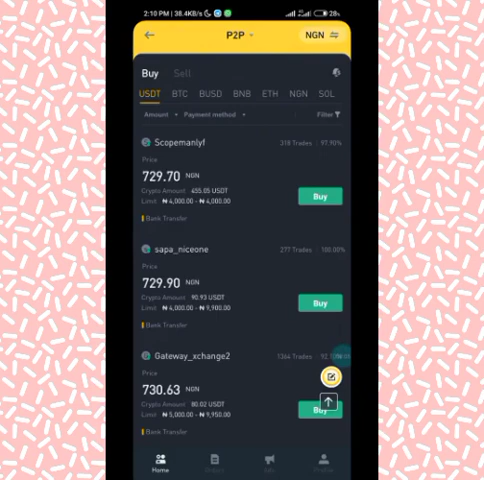 2:10 PM | 38.4KB/s
28%
P2P
NGN
Buy Sell
USDT BTC BUSD BNB ETH NGN SOL
Amount Payment method Filter
Scopemanlyf 318 Trades | 97.90%
Price
729.70 NGN
Crypto Amount 455.05 USDT
Limit ₦ 4,000.00 - ₦ 4,000.00
Buy
Bank Transfer
sapa_niceone 277 Trades | 100.00%
Price
729.90 NGN
Crypto Amount 90.93 USDT
Limit ₦ 4,000.00 - ₦ 9,900.00
Buy
Bank Transfer
Gateway_xchange2 1364 Trades
Price
730.63 NGN
Crypto Amount 80.02 USDT
Limit ₦ 5,000.00 - ₦ 9,950.00
Buy
Bank Transfer
Home Orders Ads Profile